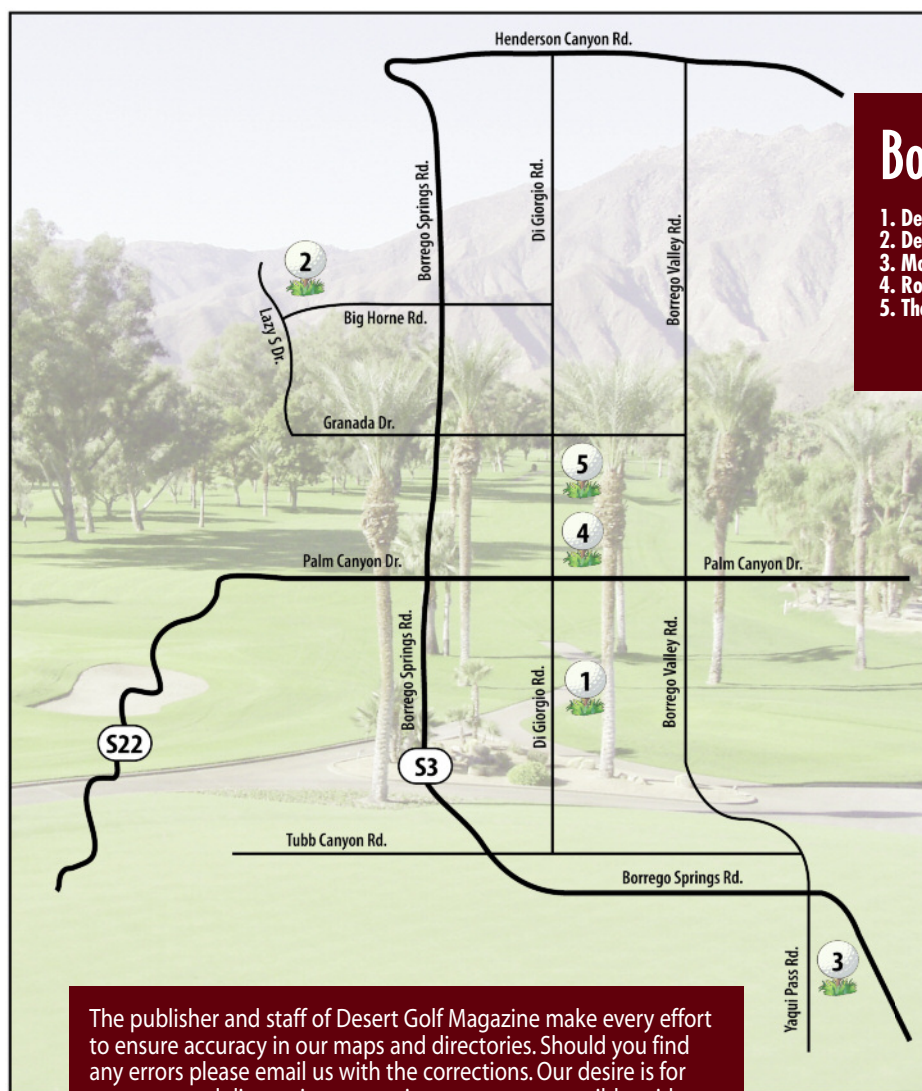 Henderson Canyon Rd.
Borrego Springs Rd.
Di Giorgio Rd.
Borrego Valley Rd.
2
Lazy S Dr.
Big Horne Rd.
Granada Dr.
5
4
Palm Canyon Dr.
Palm Canyon Dr.
Borrego Springs Rd.
Di Giorgio Rd.
1
Borrego Valley Rd.
S22
S3
Tubb Canyon Rd.
Borrego Springs Rd.
3
Yaqui Pass Rd.
Bo
1. De
2. De
3. Ma
4. Ro
5. The
The publisher and staff of Desert Golf Magazine make every effort
to ensure accuracy in our maps and directories. Should you find
any errors please email us with the corrections. Our desire is for